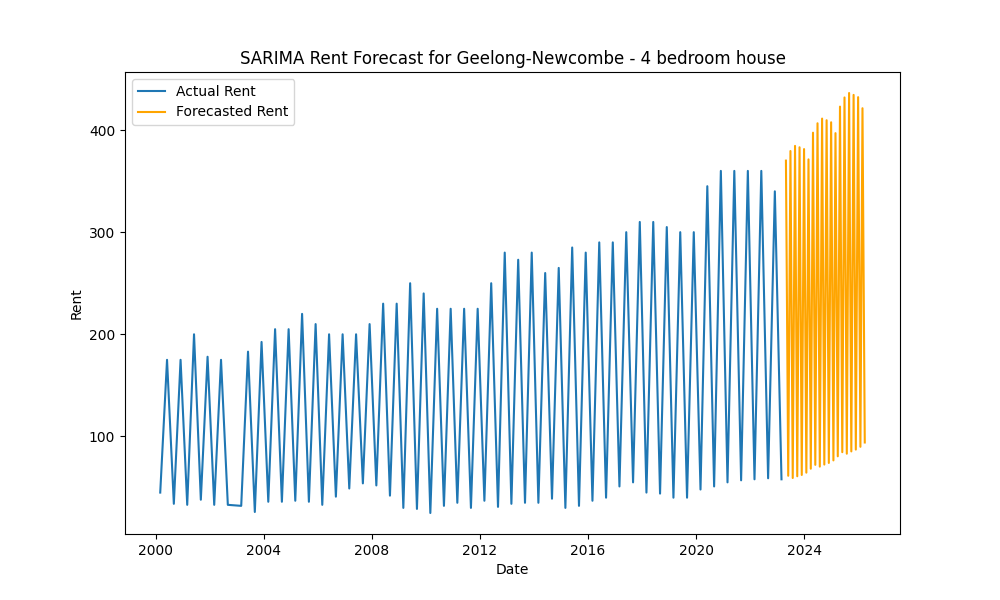 SARIMA Rent Forecast for Geelong-Newcombe - 4 bedroom house
Actual Rent
Forecasted Rent
400
300
200
100
Rent
2000 2004 2008 2012 2016 2020 2024
Date